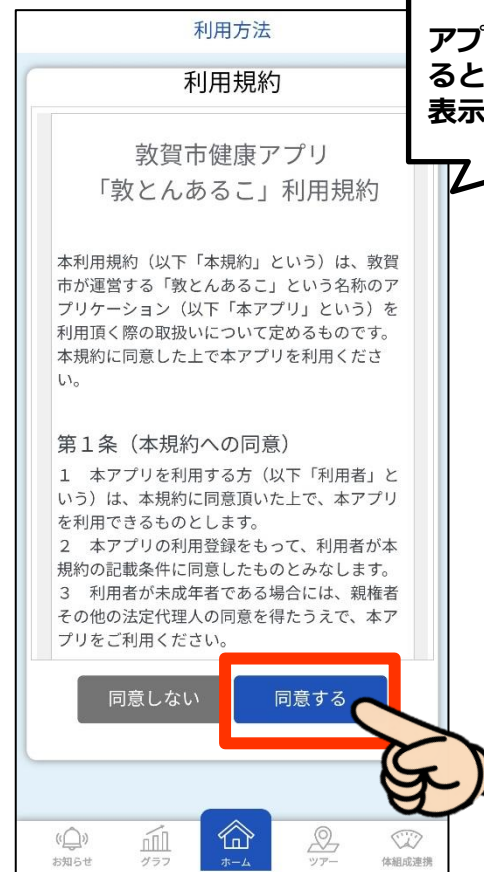 利用方法
アプ
ると
表示
利用規約
敦賀市健康アプリ
「敦とんあるこ」利用規約
本利用規約（以下「本規約」という）は、敦賀
市が運営する「敦とんあるこ」という名称のア
プリケーション（以下「本アプリ」という）を
利用頂く際の取扱いについて定めるものです。
本規約に同意した上で本アプリを利用くださ
い。
第１条（本規約への同意）
１　本アプリを利用する方（以下「利用者」と
いう）は、本規約に同意頂いた上で、本アプリ
を利用できるものとします。
２　本アプリの利用登録をもって、利用者が本
規約の記載条件に同意したものとみなします。
３　利用者が未成年者である場合には、親権者
その他の法定代理人の同意を得たうえで、本ア
プリをご利用ください。
同意しない
同意する
お知らせ
グラフ
ホーム
ツアー
体組成連携